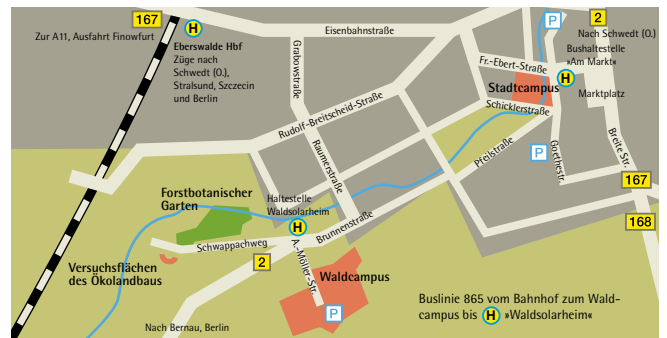 167
H
P
2
Zur A11, Ausfahrt Finowfurt
Eisenbahnstraße
Nach Schwedt (O.)
Eberswalde Hbf
Züge nach
Schwedt (O.),
Stralsund, Szczecin
und Berlin
Grabowstraße
Bushaltestelle
»Am Markt«
Fr.-Ebert-Straße
H
Stadtcampus
Marktplatz
Schicklerstraße
Rudolf-Breitscheid-Straße
Raumerstraße
Pfeilstraße
P
Goethestr.
Breite Str.
167
168
Forstbotanischer
Garten
Haltestelle
Waldsolarheim
H
Brunnenstraße
Schwappachweg
2
A.-Möller-Str.
Versuchsflächen
des Ökolandbaus
Waldcampus
P
Nach Bernau, Berlin
Buslinie 865 vom Bahnhof zum Wald-
campus bis H »Waldsolarheim«